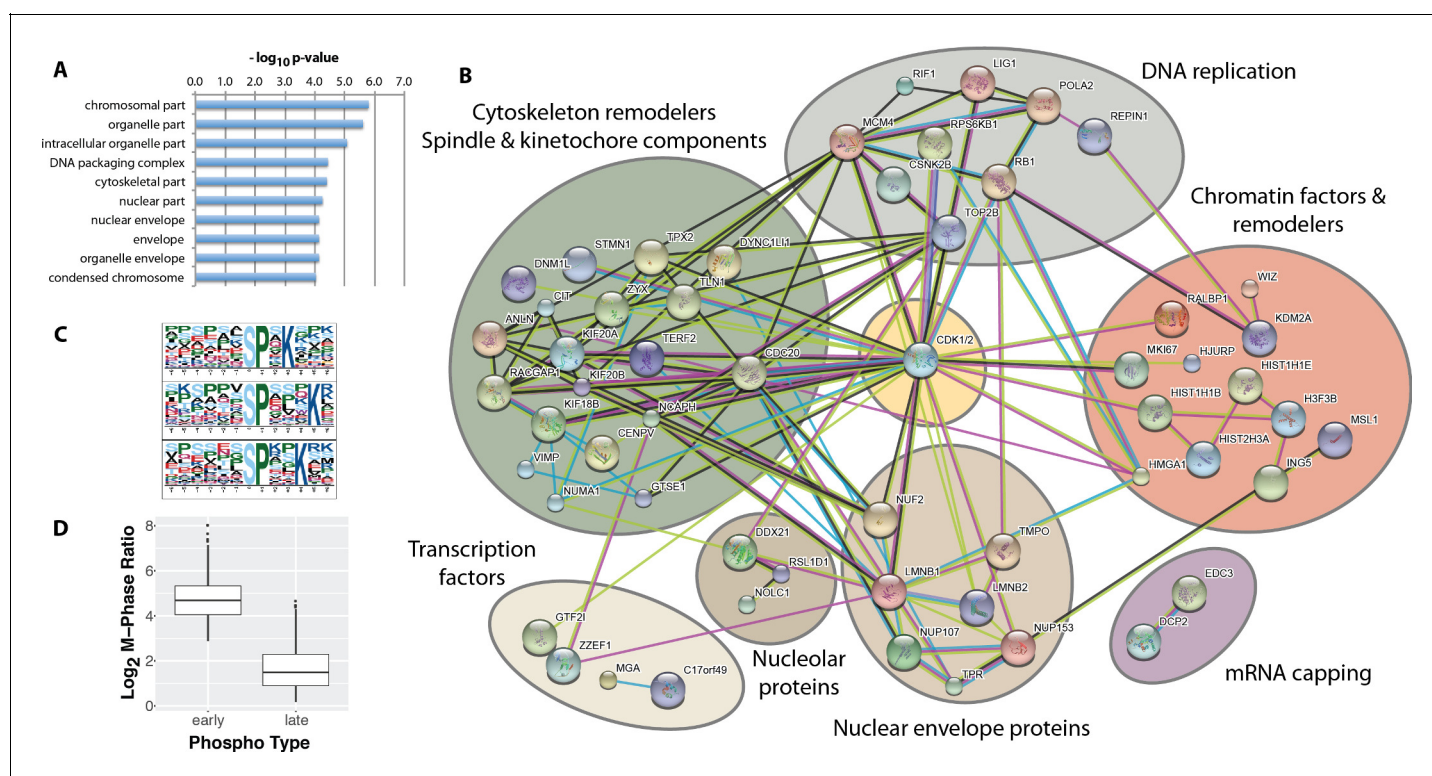 A
- log10 p-value
0.0 1.0 2.0 3.0 4.0 5.0 6.0 7.0
chromosomal part
organelle part
intracellular organelle part
DNA packaging complex
cytoskeletal part
nuclear part
nuclear envelope
envelope
organelle envelope
condensed chromosome
B
Cytoskeleton remodelers
Spindle & kinetochore components
DNA replication
RIF1
LIG1
POLA2
MCM4
RPS6KB1
REPIN1
CSNK2B
RB1
TOP2B
Chromatin factors &
remodelers
STMN1
TPX2
DYNC1LI1
DNM1L
CIT
ZYX
TLN1
ANLN
KIF20A
TERF2
CDC20
RACGAP1
KIF20B
KIF18B
NCAPH
CENPV
VIMP
NUMA1
GTSE1
CDK1/2
WIZ
RALBP1
KDM2A
MKI67
HJURP
HIST1H1E
HIST1H1B
H3F3B
MSL1
HIST2H3A
ING5
HMGA1
NUF2
TMPO
LMNB1
LMNB2
NUP107
NUP153
TPR
Nuclear envelope proteins
DDX21
RSL1D1
NOLC1
Nucleolar
proteins
Transcription
factors
GTF2I
ZZEF1
MGA
C17orf49
EDC3
DCP2
mRNA capping
C
D
Log2 M-Phase Ratio
8
6
4
2
0
early late
Phospho Type